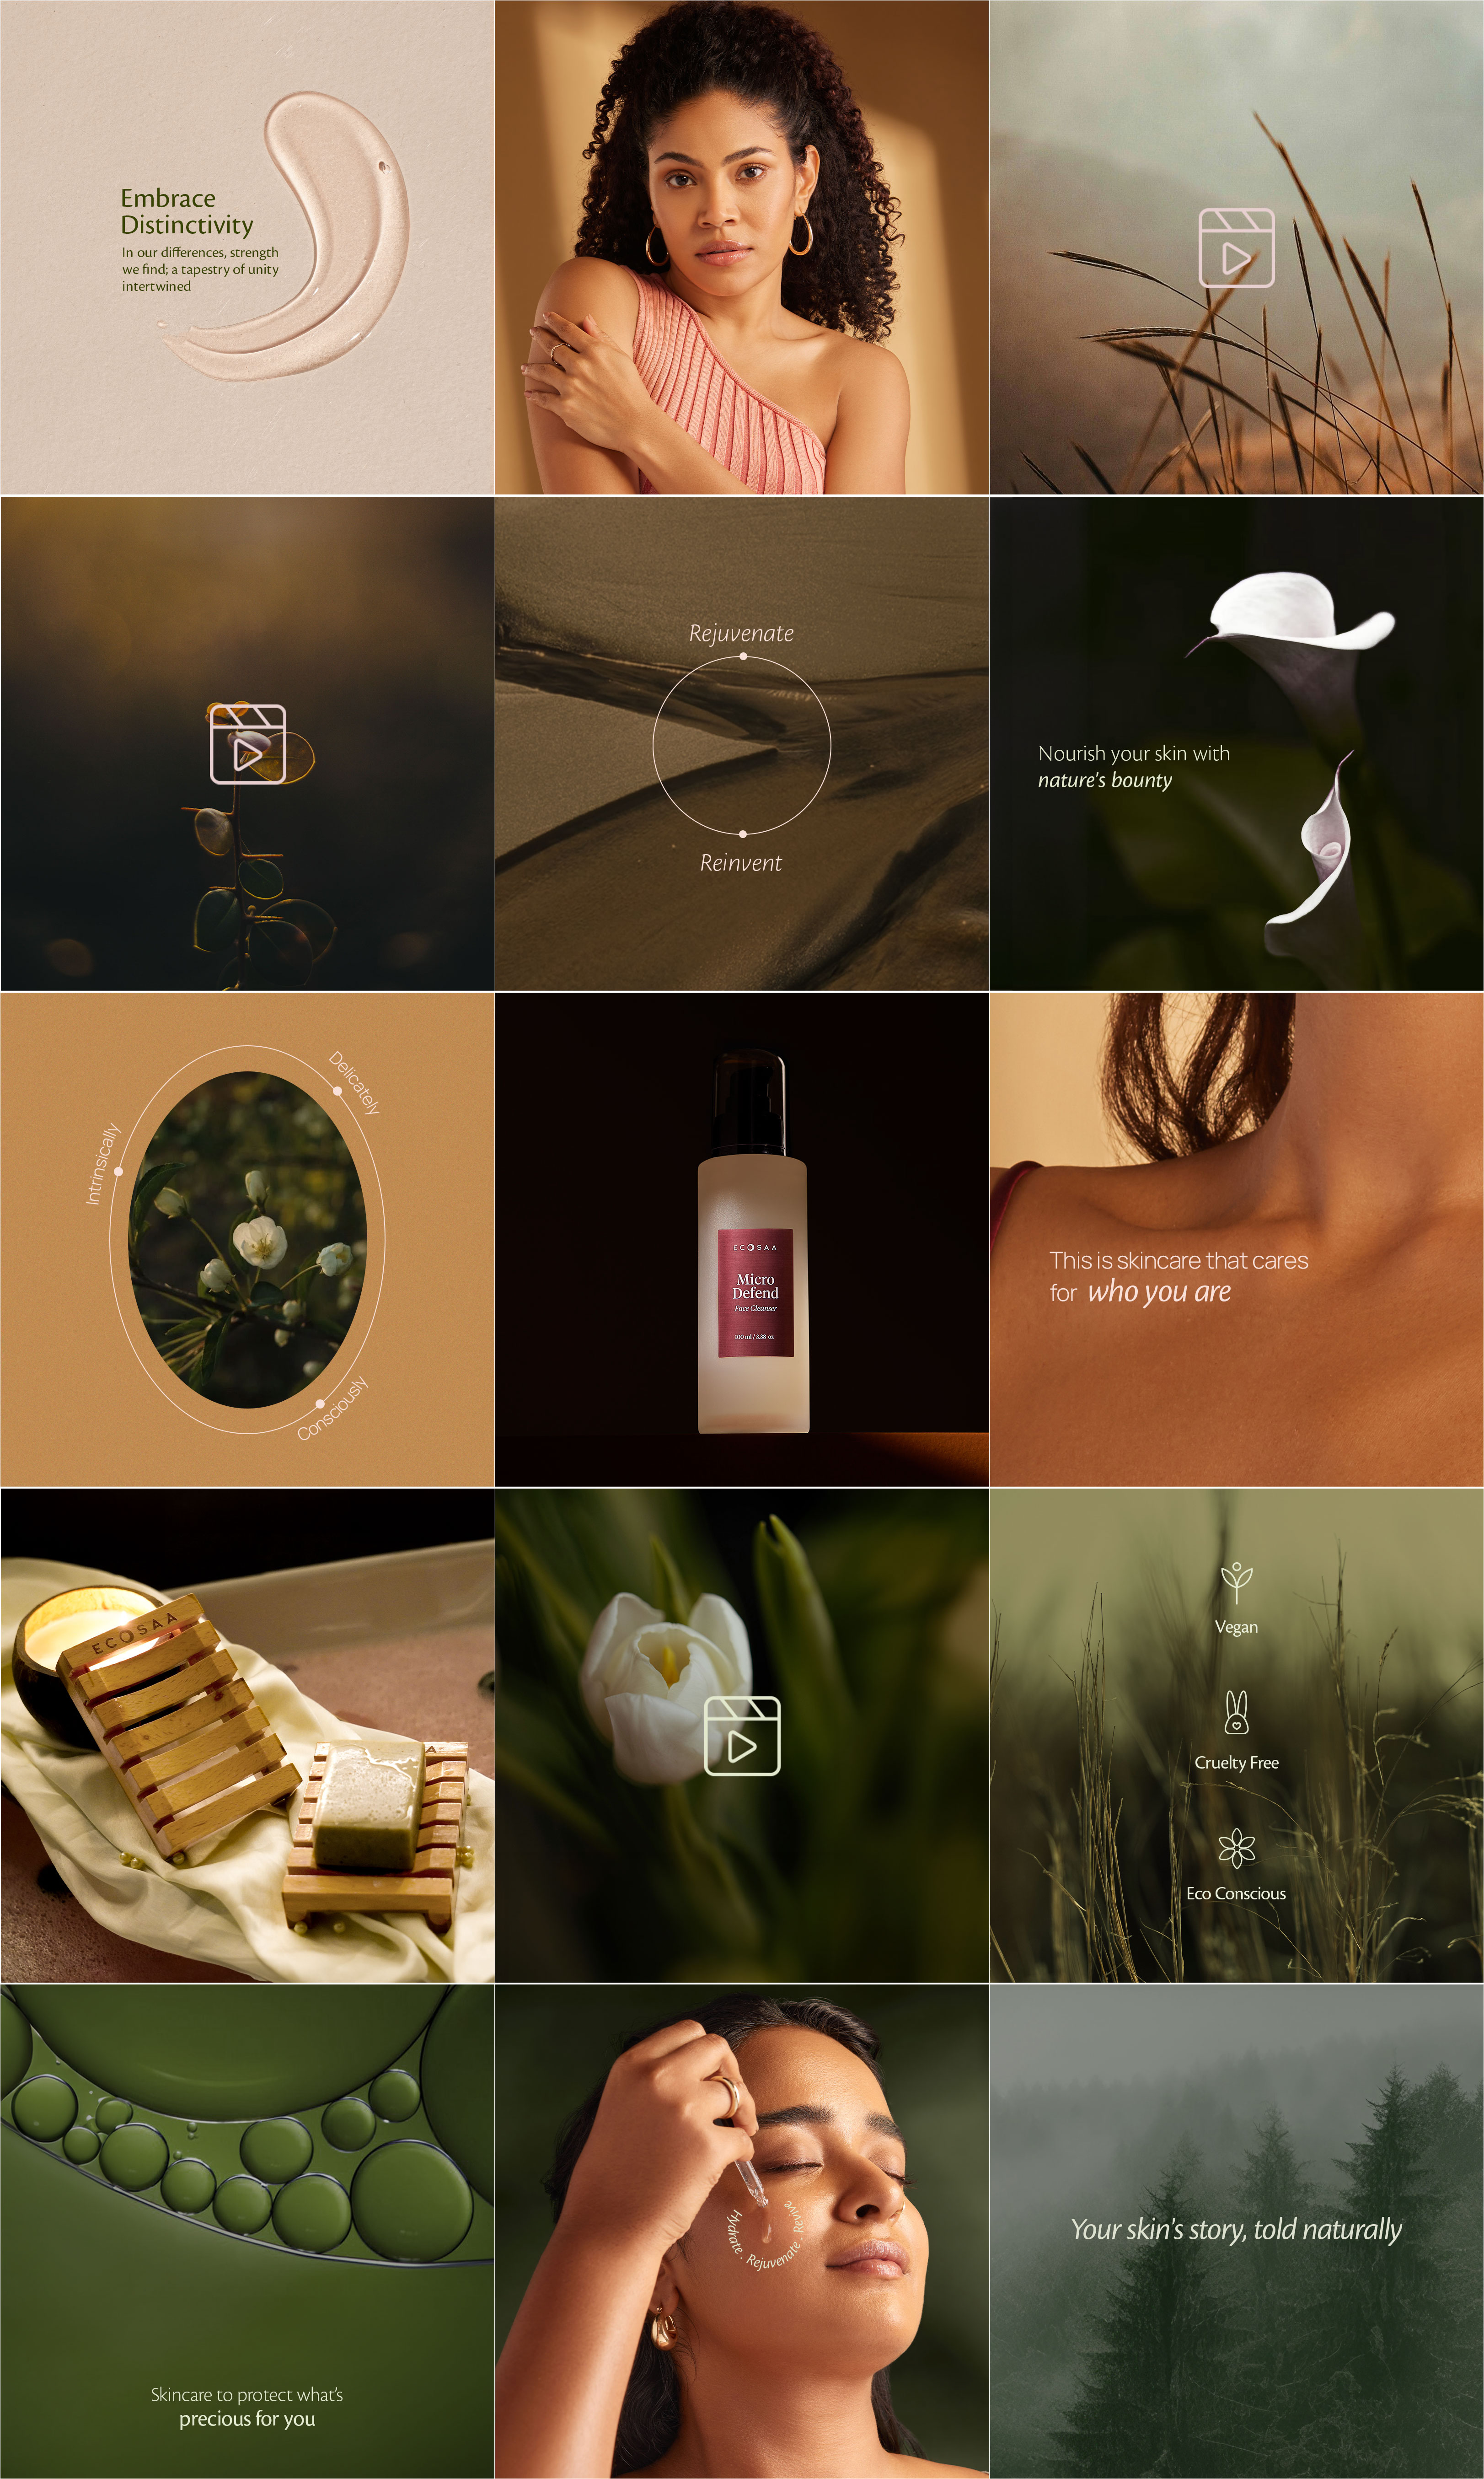 Embrace
Distinctivity
In our differences, strength
we find; a tapestry of unity
intertwined
Rejuvenate
Reinvent
Nourish your skin with
nature's bounty
Delicately
Intrinsically
Consciously
ECOSAA
Micro
Defend
Face Cleanser
100 ml / 3.38 oz
This is skincare that cares
for who you are
ECOSAA
A
Vegan
Cruelty Free
Eco Conscious
Skincare to protect what's
precious for you
Hydrate . Rejuvenate . Revive
Your skin's story, told naturally